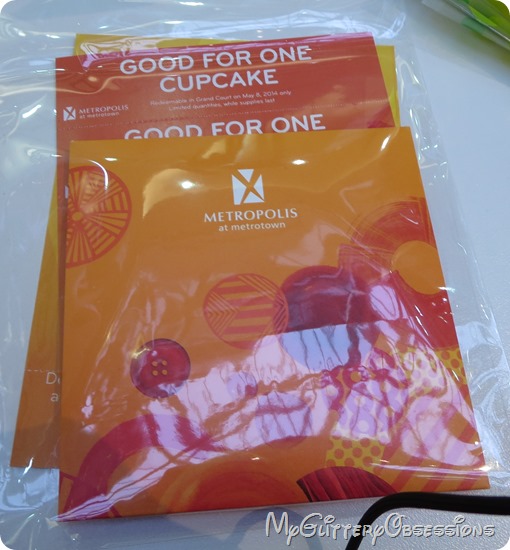 GOOD FOR ONE
CUPCAKE
Redeemable in Grand Court on May 8, 2014 only
Limited quantities, while supplies last
METROPOLIS
at metrotown
GOOD FOR ONE
METROPOLIS
at metrotown
MyGlitteryObsessions